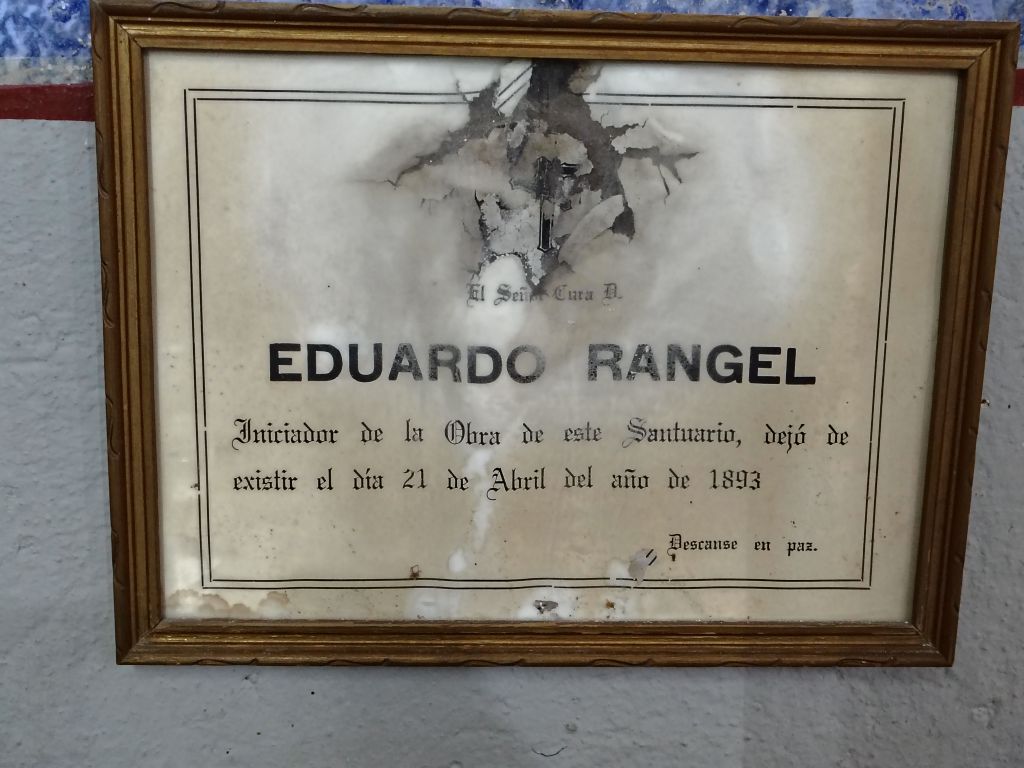 El Señor Cura D.
EDUARDO RANGEL
Iniciador de la Obra de este Santuario, dejó de
existir el día 21 de Abril del año de 1893
Descanse en paz.